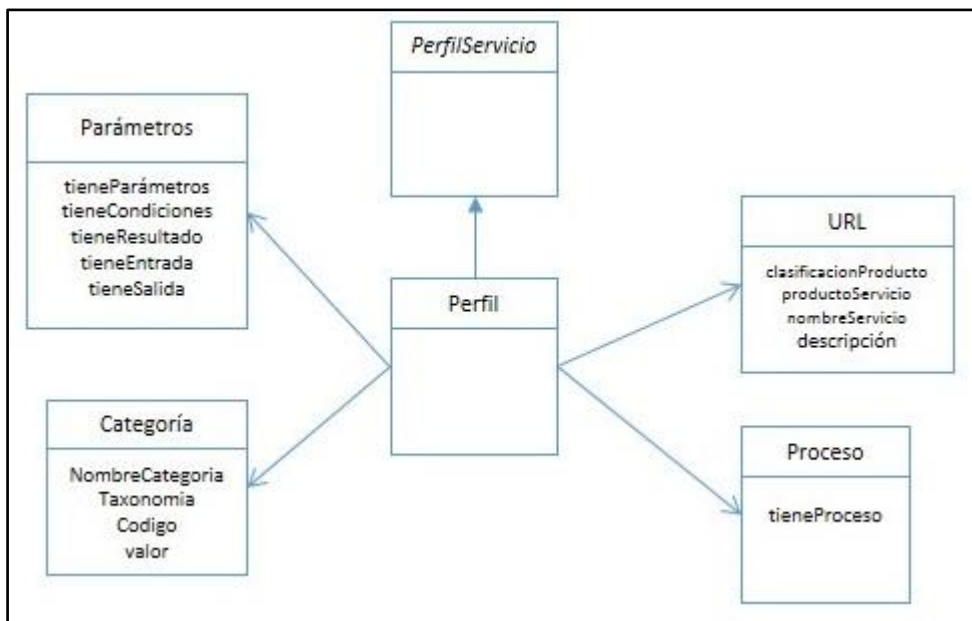 PerfilServicio
Parámetros
tieneParámetros
tieneCondiciones
tieneResultado
tieneEntrada
tieneSalida
URL
clasificacionProducto
productoServicio
nombreServicio
descripción
Perfil
Categoría
NombreCategoria
Taxonomia
Codigo
valor
Proceso
tieneProceso